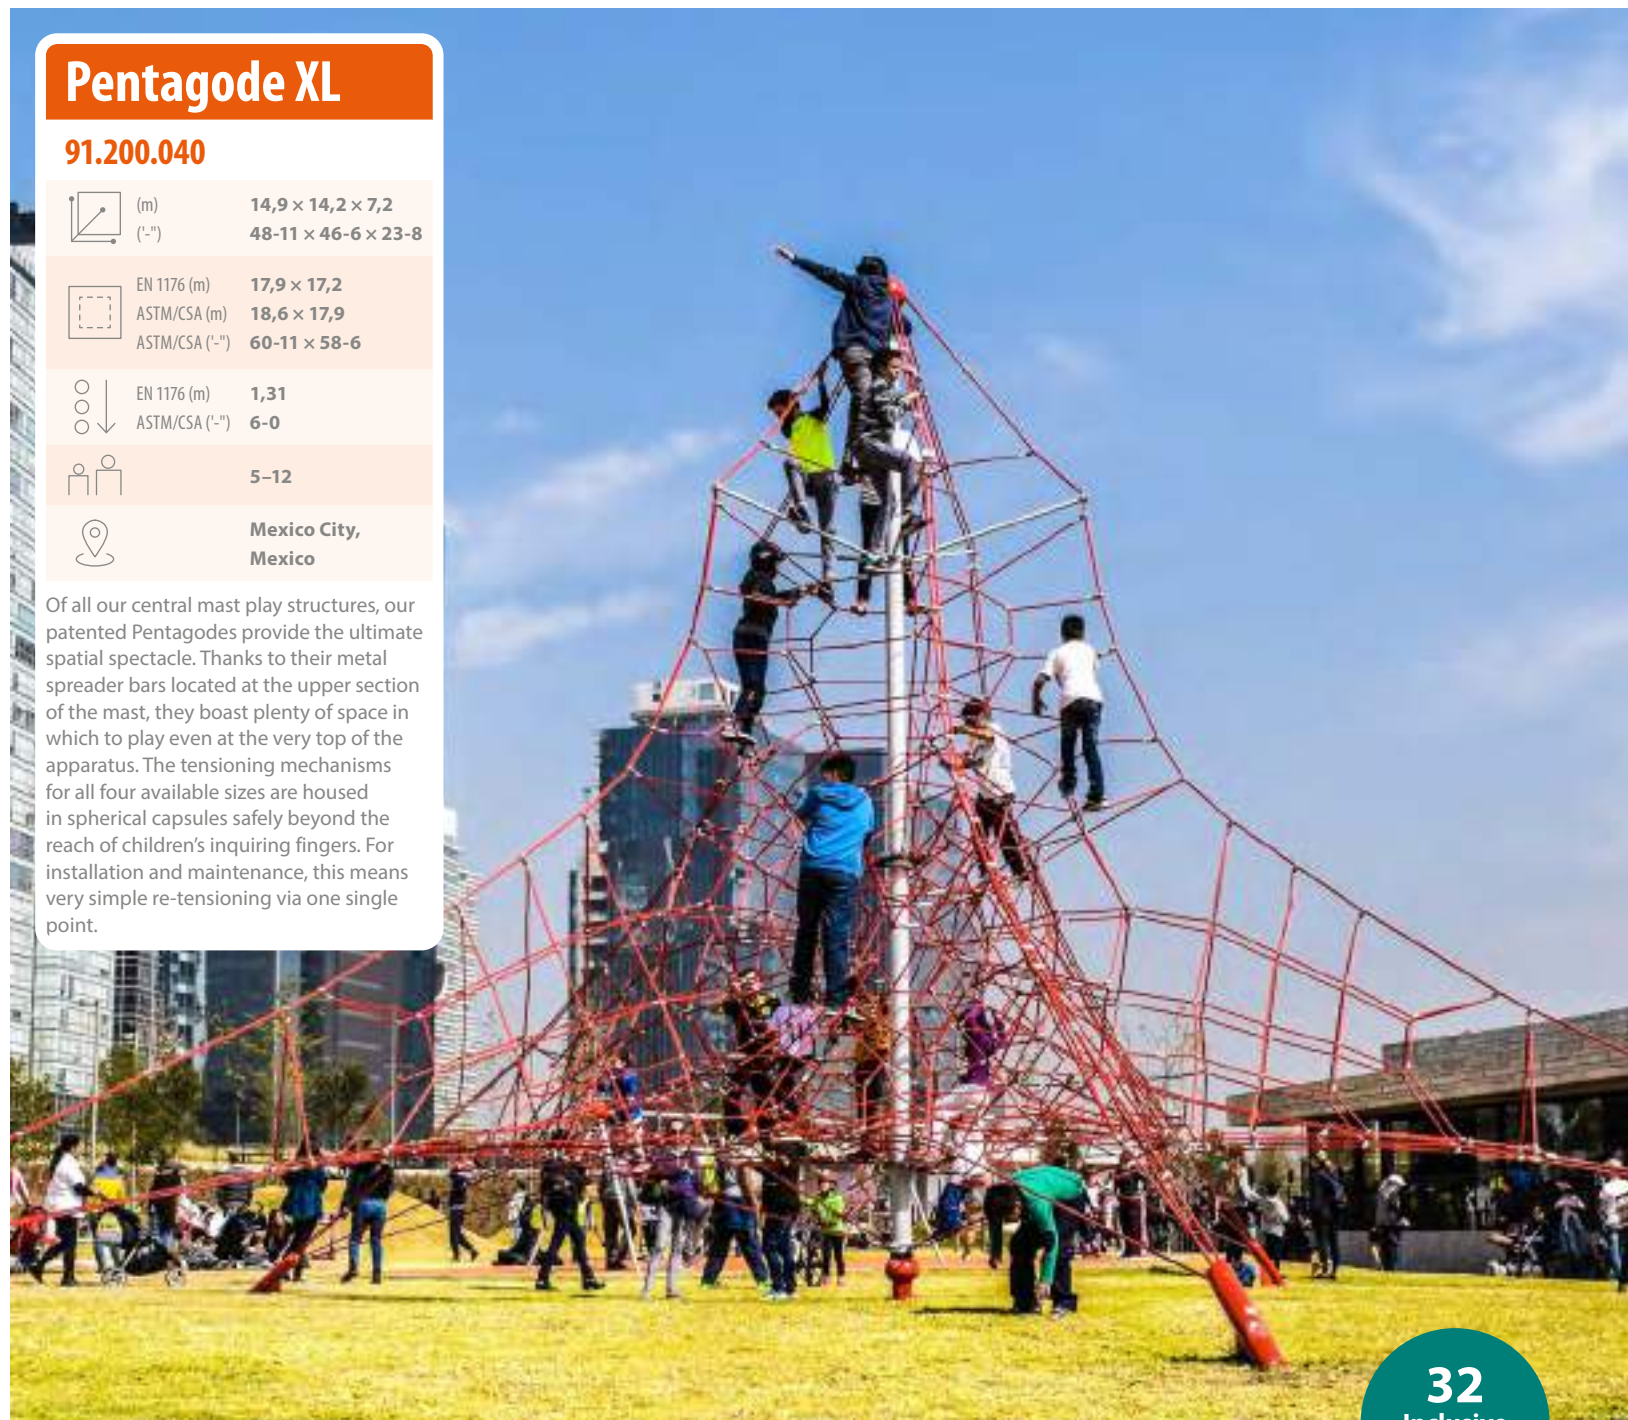 Pentagode XL
91.200.040
(m) 14,9 × 14,2 × 7,2
('-") 48-11 × 46-6 × 23-8
EN 1176 (m) 17,9 × 17,2
ASTM/CSA (m) 18,6 × 17,9
ASTM/CSA ('-") 60-11 × 58-6
EN 1176 (m) 1,31
ASTM/CSA ('-") 6-0
5–12
Mexico City,
Mexico
Of all our central mast play structures, our
patented Pentagodes provide the ultimate
spatial spectacle. Thanks to their metal
spreader bars located at the upper section
of the mast, they boast plenty of space in
which to play even at the very top of the
apparatus. The tensioning mechanisms
for all four available sizes are housed
in spherical capsules safely beyond the
reach of children’s inquiring fingers. For
installation and maintenance, this means
very simple re-tensioning via one single
point.
32
Inclusive